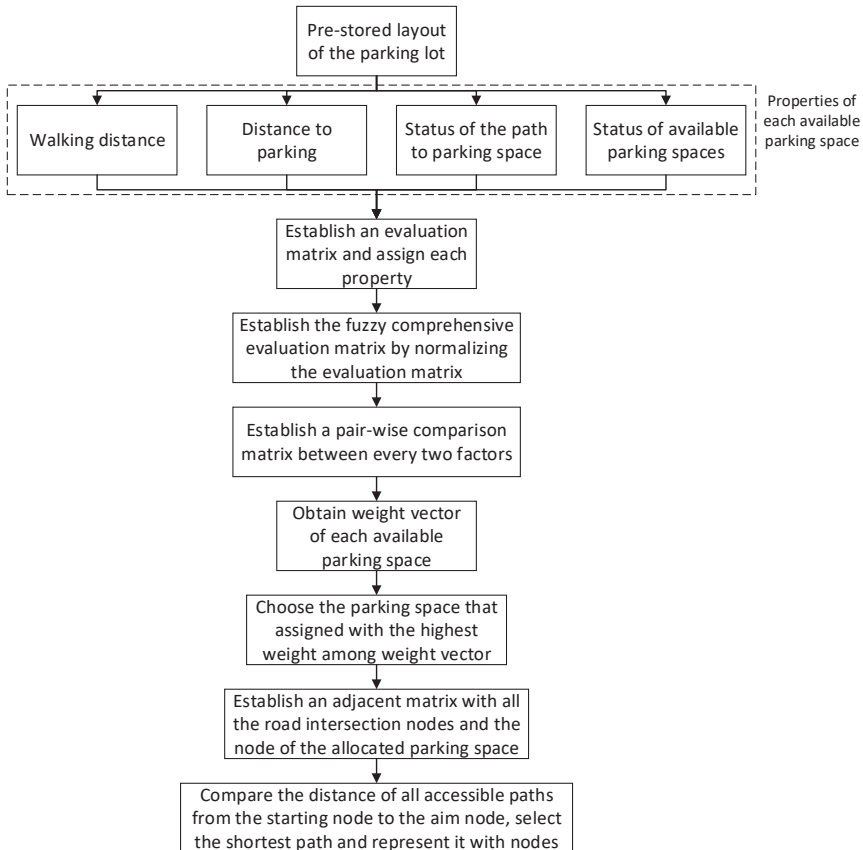 Pre-stored layout
of the parking lot
Properties of
each available
parking space
Walking distance
Distance to
parking
Status of the path
to parking space
Status of available
parking spaces
Establish an evaluation
matrix and assign each
property
Establish the fuzzy comprehensive
evaluation matrix by normalizing
the evaluation matrix
Establish a pair-wise comparison
matrix between every two factors
Obtain weight vector
of each available
parking space
Choose the parking space that
assigned with the highest
weight among weight vector
Establish an adjacent matrix with all
the road intersection nodes and the
node of the allocated parking space
Compare the distance of all accessible paths
from the starting node to the aim node, select
the shortest path and represent it with nodes